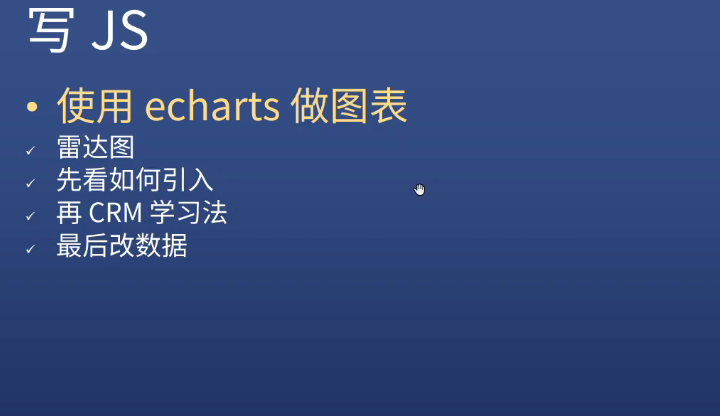 写 JS
• 使用 echarts 做图表
✓ 雷达图
✓ 先看如何引入
✓ 再 CRM 学习法
✓ 最后改数据